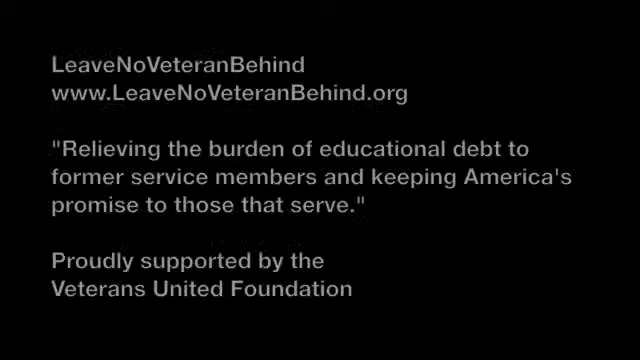 LeaveNoVeteranBehind
www.LeaveNoVeteranBehind.org
"Relieving the burden of educational debt to
former service members and keeping America's
promise to those that serve."
Proudly supported by the
Veterans United Foundation